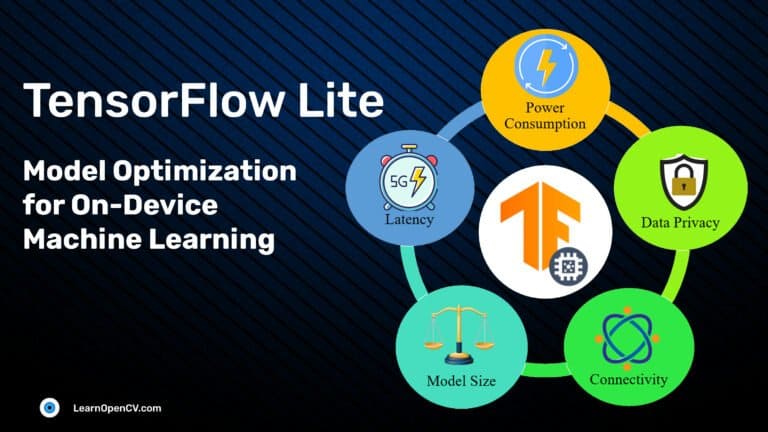 TensorFlow Lite
Model Optimization
for On-Device
Machine Learning
Power
Consumption
5G
Latency
Data Privacy
Model Size
Connectivity
LearnOpenCV.com